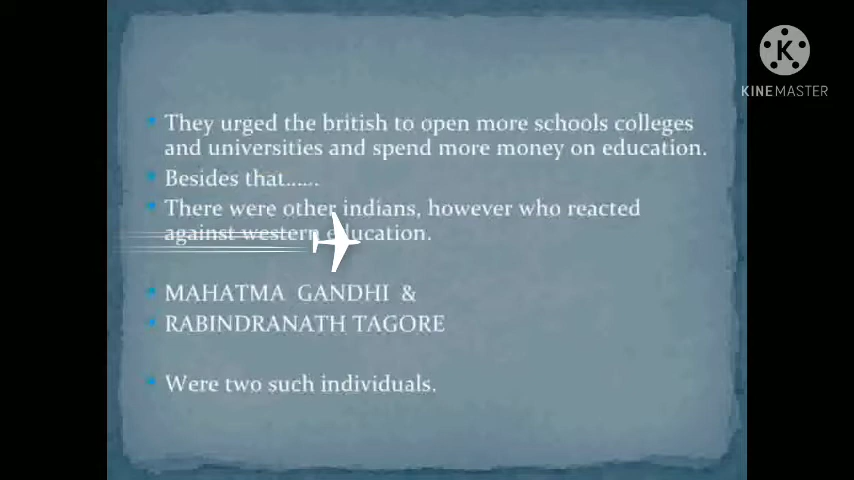 They urged the british to open more schools colleges
and universities and spend more money on education.
Besides that......
There were other indians, however who reacted
against western education.
MAHATMA GANDHI &
RABINDRANATH TAGORE
Were two such individuals.
K
KINEMASTER